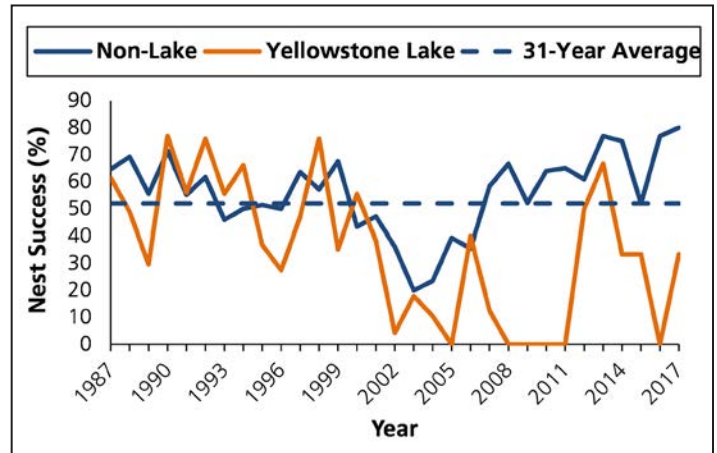 Non-Lake Yellowstone Lake 31-Year Average
90
80
70
60
50
40
30
20
10
0
Nest Success (%)
1987 1990 1993 1996 1999 2002 2005 2008 2011 2014 2017
Year